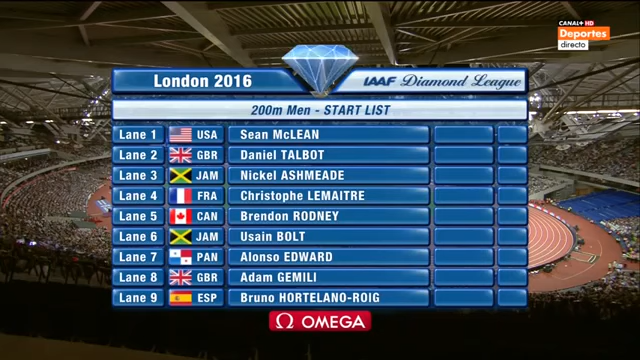 CANAL+ HD
Deportes
directo
London 2016
IAAF Diamond League
200m Men - START LIST
Lane 1 USA Sean McLEAN
Lane 2 GBR Daniel TALBOT
Lane 3 JAM Nickel ASHMEADE
Lane 4 FRA Christophe LEMAITRE
Lane 5 CAN Brendon RODNEY
Lane 6 JAM Usain BOLT
Lane 7 PAN Alonso EDWARD
Lane 8 GBR Adam GEMILI
Lane 9 ESP Bruno HORTELANO-ROIG
Ω OMEGA